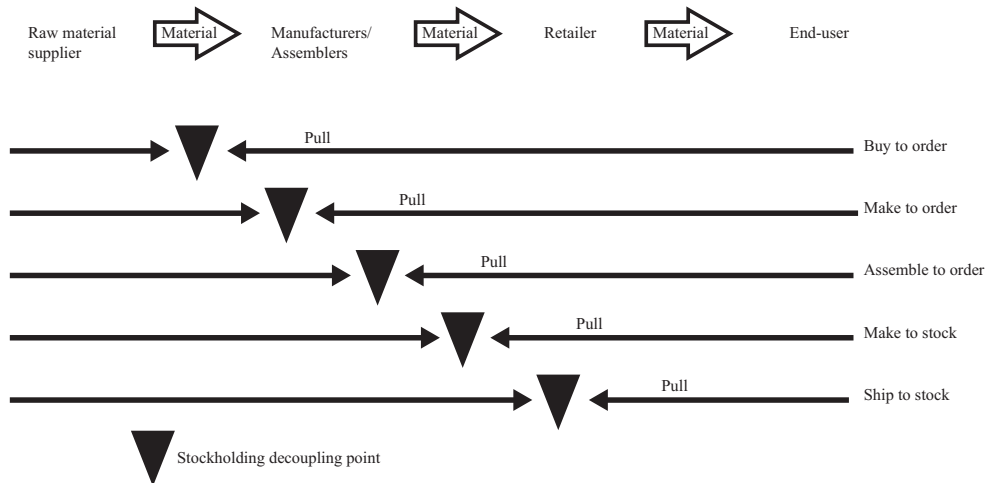 Raw material
supplier
Material
Manufacturers/
Assemblers
Material
Retailer
Material
End-user
Pull
Buy to order
Pull
Make to order
Pull
Assemble to order
Pull
Make to stock
Pull
Ship to stock
Stockholding decoupling point